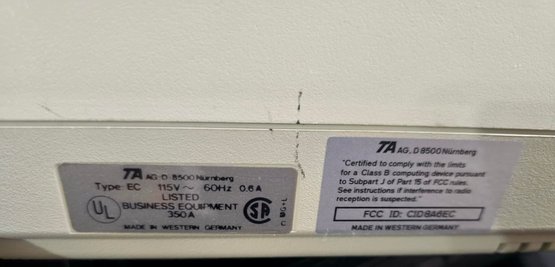 TA AG·D 8500 Nürnberg
Type: EC 115V~ 60Hz 0.6A
UL
LISTED
BUSINESS EQUIPMENT
350A
SA
MADE IN WESTERN GERMANY
TA AG. D 8500 Nürnberg
"Certified to comply with the limits
for a Class B computing device pursuant
to Subpart J of Part 15 of FCC rules.
See instructions if interference to radio
reception is suspected."
FCC ID: CID8A6EC
MADE IN WESTERN GERMANY